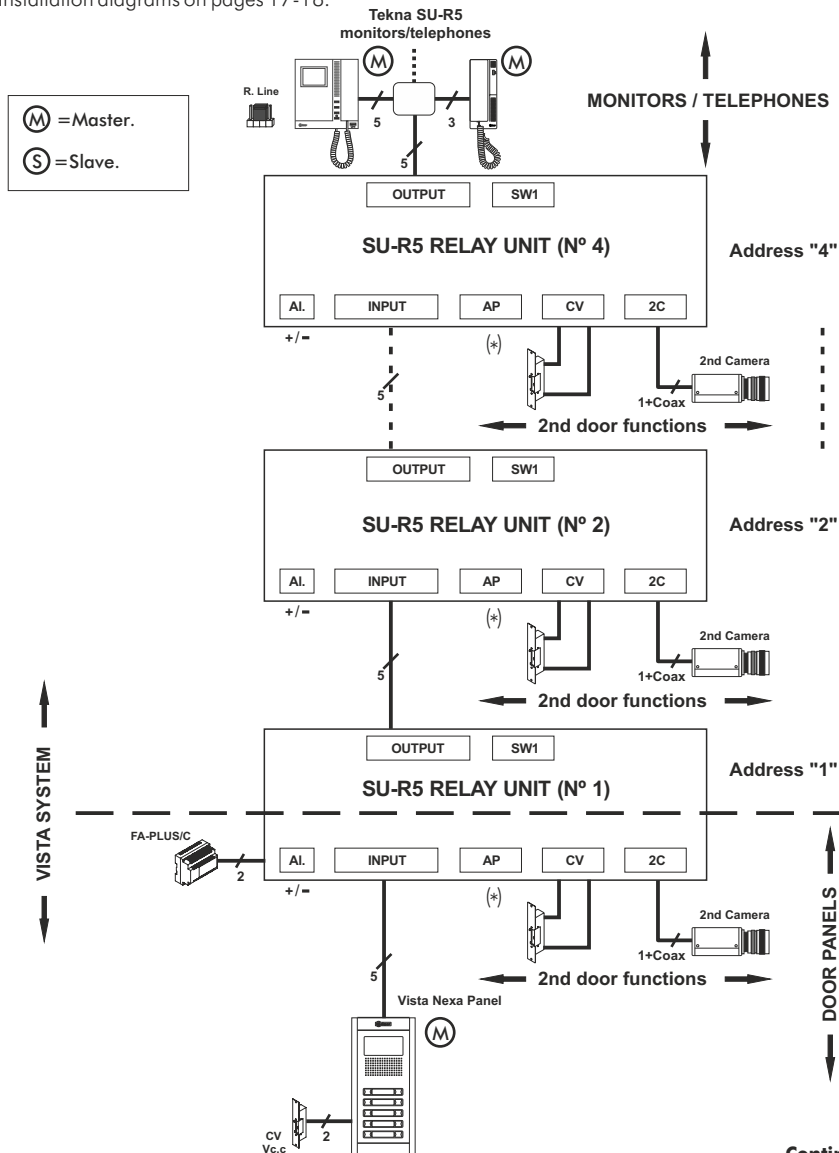 installation diagrams on pages 17-18.
Tekna SU-R5
monitors/telephones
M
M
R. Line
5
3
5
MONITORS / TELEPHONES
M =Master.
S =Slave.
OUTPUT
SW1
SU-R5 RELAY UNIT (Nº 4)
Address "4"
AI.
INPUT
AP
CV
2C
+/-
(*)
5
2nd Camera
1+Coax
2nd door functions
OUTPUT
SW1
SU-R5 RELAY UNIT (Nº 2)
Address "2"
AI.
INPUT
AP
CV
2C
+/-
(*)
5
2nd Camera
1+Coax
2nd door functions
VISTA SYSTEM
OUTPUT
SW1
SU-R5 RELAY UNIT (Nº 1)
Address "1"
FA-PLUS/C
2
AI.
INPUT
AP
CV
2C
+/-
(*)
5
2nd Camera
1+Coax
2nd door functions
DOOR PANELS
Vista Nexa Panel
M
CV
Vc.c
2